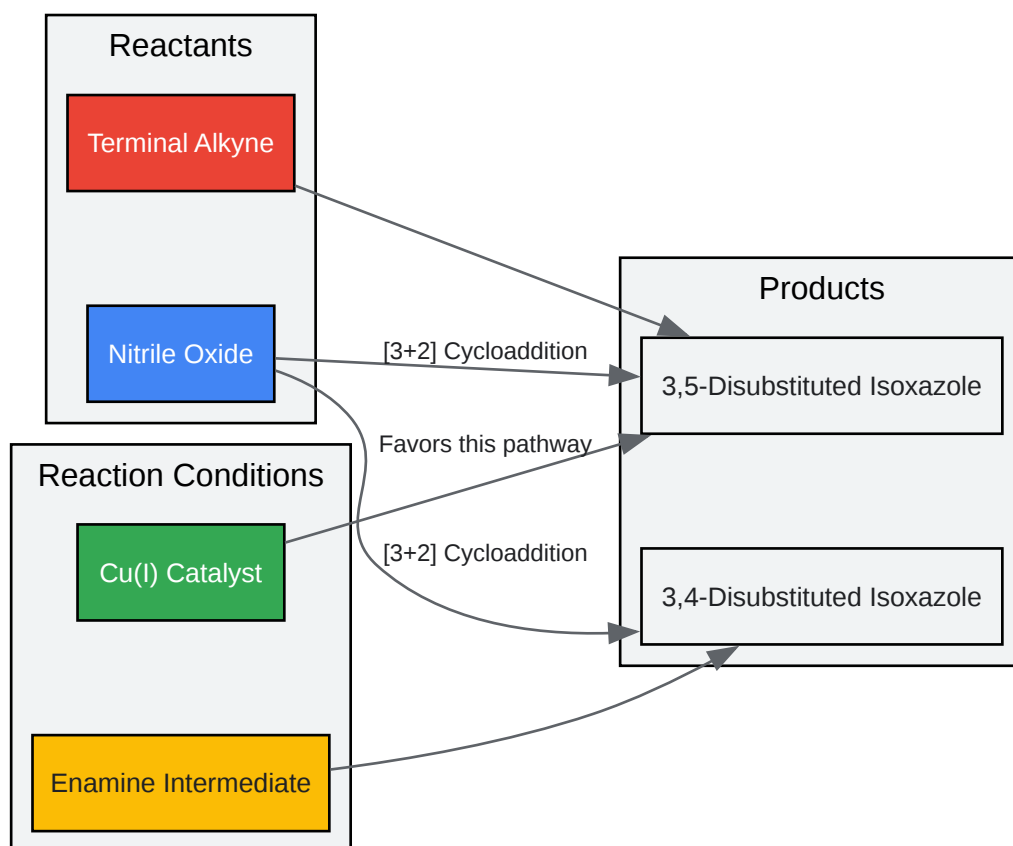 Reactants
Terminal Alkyne
Nitrile Oxide
Reaction Conditions
Cu(I) Catalyst
Enamine Intermediate
[3+2] Cycloaddition
Favors this pathway
[3+2] Cycloaddition
Products
3,5-Disubstituted Isoxazole
3,4-Disubstituted Isoxazole